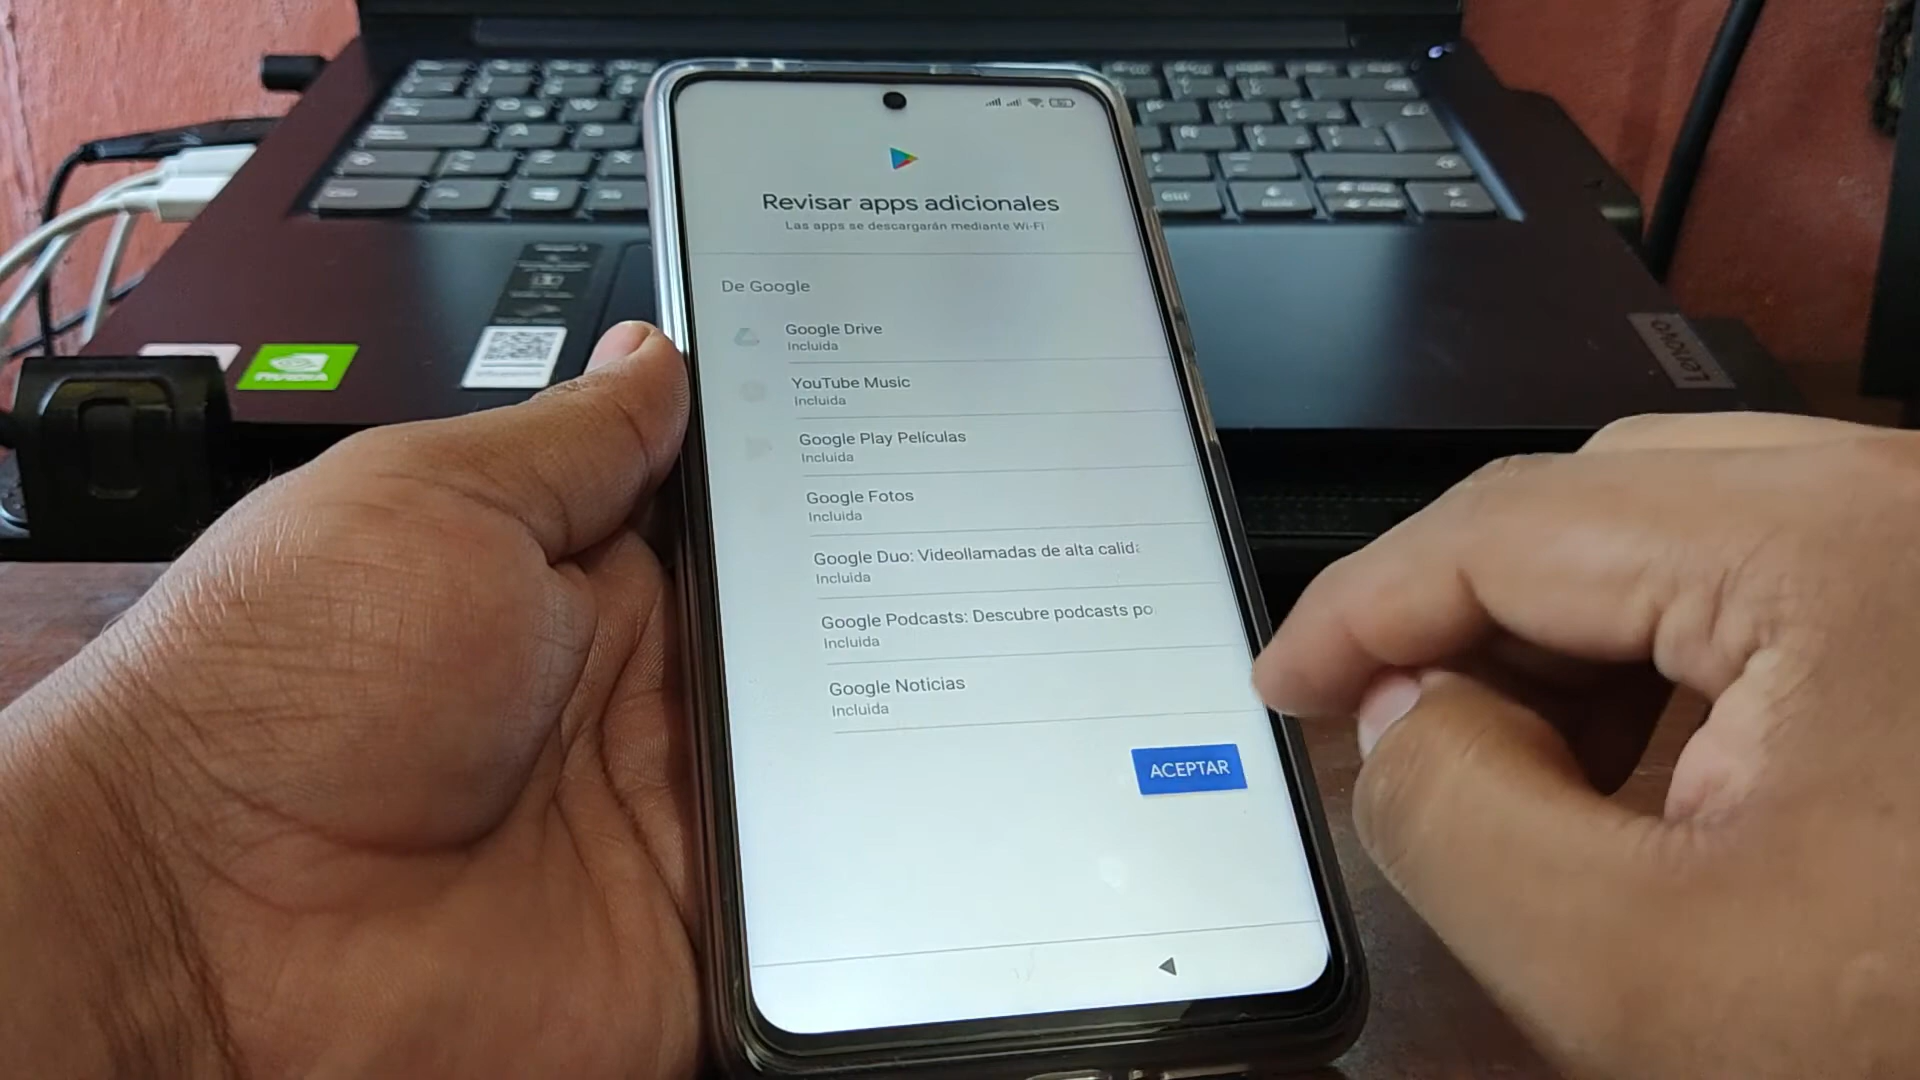 Revisar apps adicionales
Las apps se descargarán mediante Wi-Fi
De Google
Google Drive
Incluida
YouTube Music
Incluida
Google Play Películas
Incluida
Google Fotos
Incluida
Google Duo: Videollamadas de alta calida
Incluida
Google Podcasts: Descubre podcasts po
Incluida
Google Noticias
Incluida
ACEPTAR
NVIDIA
Lenovo